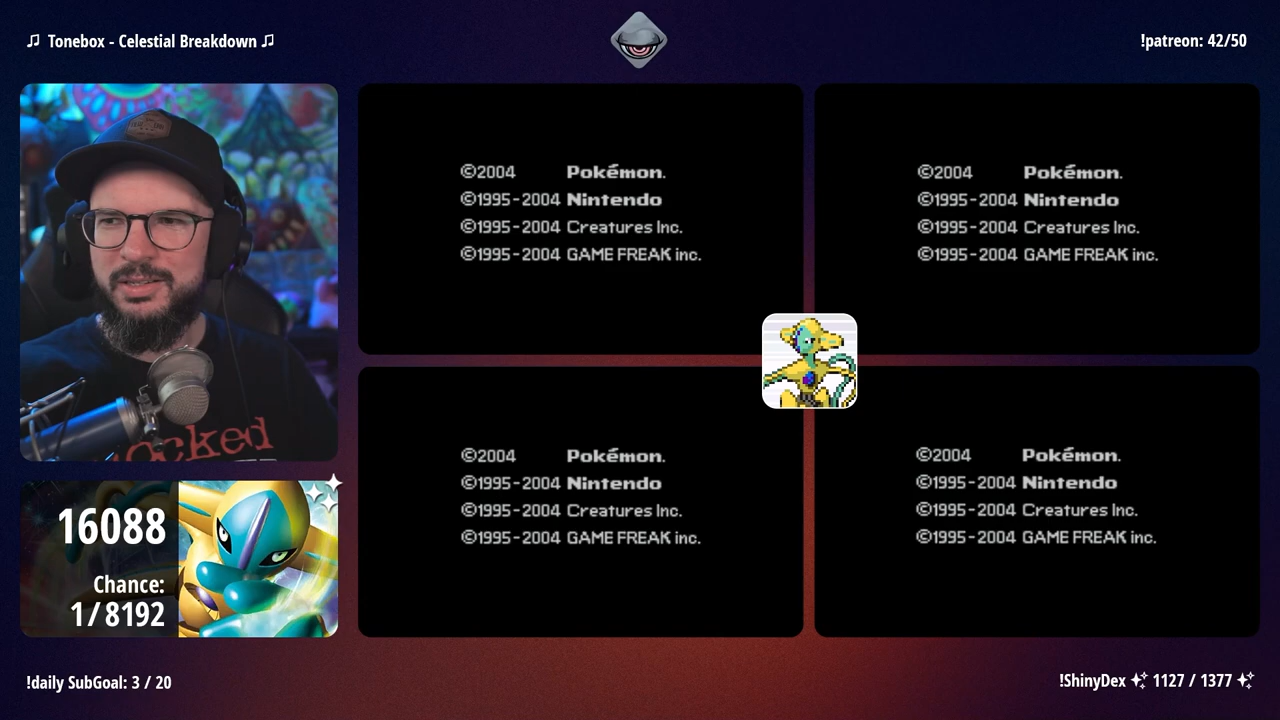 ♫ Tonebox - Celestial Breakdown ♫
!patreon: 42/50
©2004 Pokémon.
©1995-2004 Nintendo
©1995-2004 Creatures Inc.
©1995-2004 GAME FREAK inc.
©2004 Pokémon.
©1995-2004 Nintendo
©1995-2004 Creatures Inc.
©1995-2004 GAME FREAK inc.
ocked
16088
Chance:
1/8192
©2004 Pokémon.
©1995-2004 Nintendo
©1995-2004 Creatures Inc.
©1995-2004 GAME FREAK inc.
©2004 Pokémon.
©1995-2004 Nintendo
©1995-2004 Creatures Inc.
©1995-2004 GAME FREAK inc.
!daily SubGoal: 3 / 20
!ShinyDex ✨ 1127 / 1377 ✨